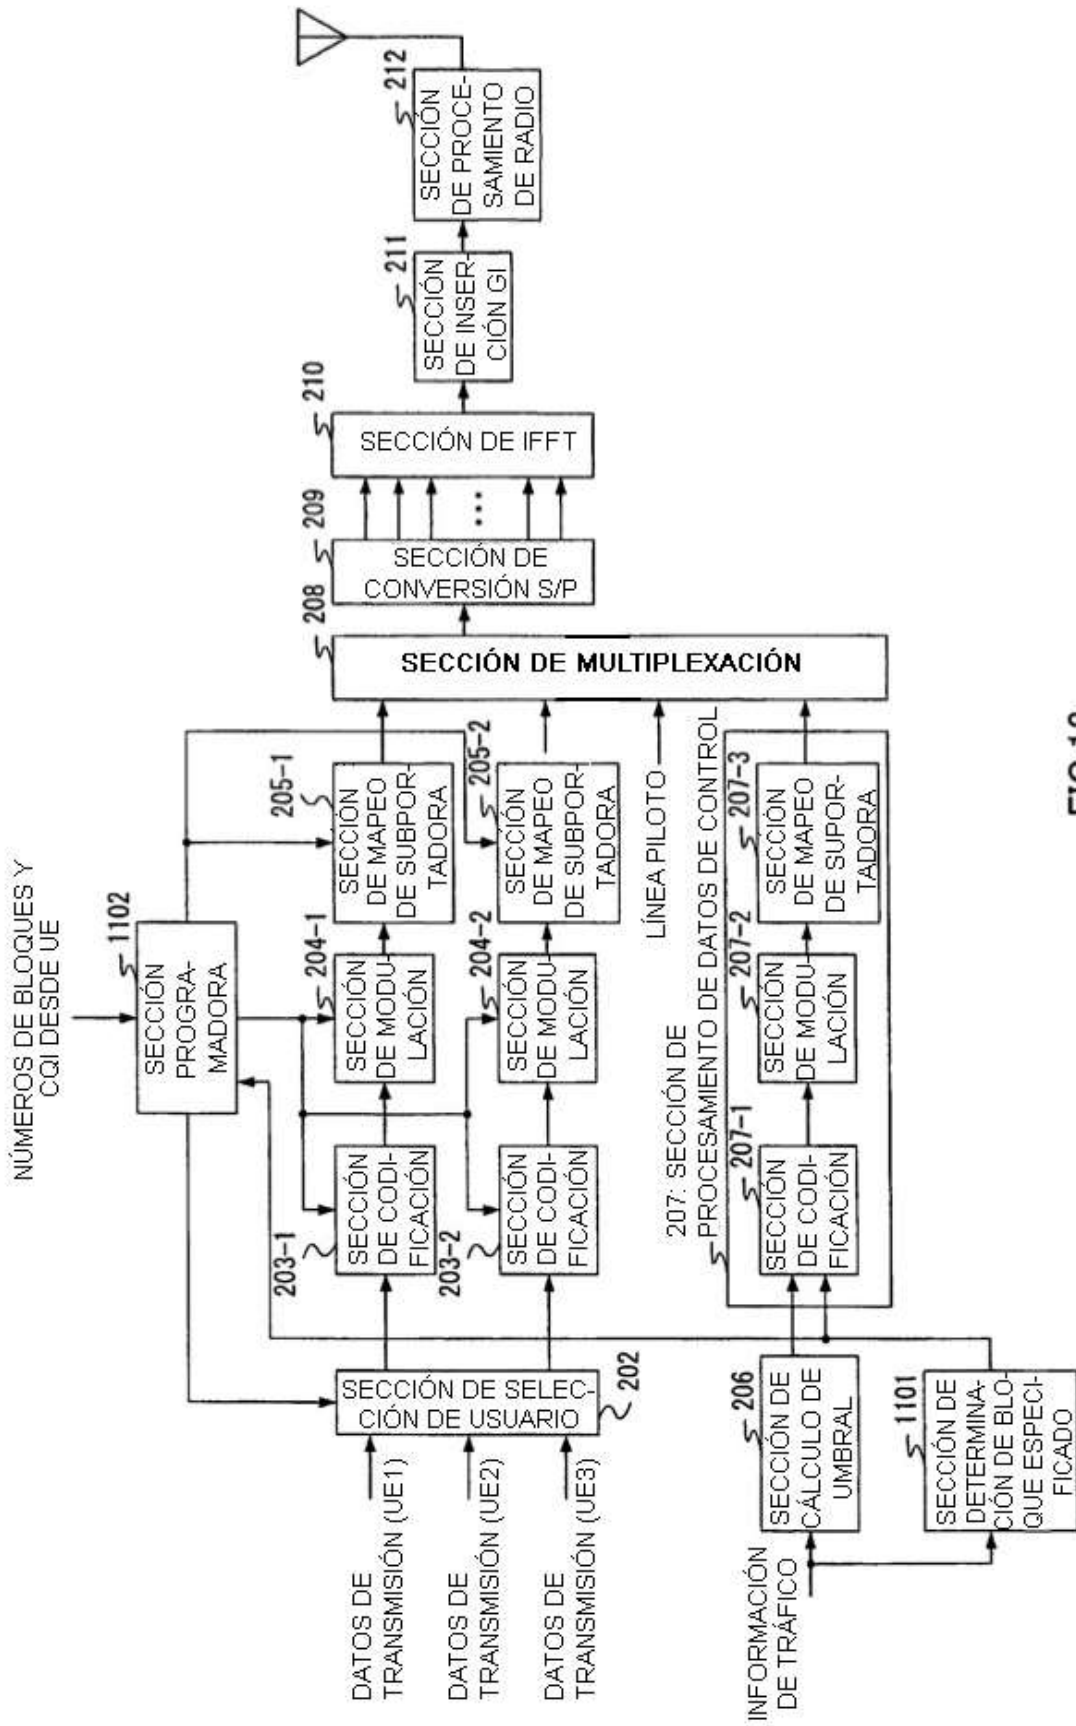 NÚMEROS DE BLOQUES Y
CQI DESDE UE
1102
SECCIÓN
PROGRA-
MADORA
DATOS DE
TRANSMISIÓN (UE1)
DATOS DE
TRANSMISIÓN (UE2)
DATOS DE
TRANSMISIÓN (UE3)
SECCIÓN DE SELEC-
CIÓN DE USUARIO
202
203-1
SECCIÓN
DE CODI-
FICACIÓN
204-1
SECCIÓN
DE MODU-
LACIÓN
205-1
SECCIÓN
DE MAPEO
DE SUBPOR-
TADORA
203-2
SECCIÓN
DE CODI-
FICACIÓN
204-2
SECCIÓN
DE MODU-
LACIÓN
205-2
SECCIÓN
DE MAPEO
DE SUBPOR-
TADORA
LÍNEA PILOTO
208
SECCIÓN DE MULTIPLEXACIÓN
209
SECCIÓN DE
CONVERSIÓN S/P
...
210
SECCIÓN DE IFFT
211
SECCIÓN
DE INSER-
CIÓN GI
212
SECCIÓN
DE PROCE-
SAMIENTO
DE RADIO
207: SECCIÓN DE
PROCESAMIENTO DE DATOS DE CONTROL
207-1
SECCIÓN
DE CODI-
FICACIÓN
207-2
SECCIÓN
DE MODU-
LACIÓN
207-3
SECCIÓN
DE MAPEO
DE SUPOR-
TADORA
INFORMACIÓN
DE TRÁFICO
206
SECCIÓN DE
CÁLCULO DE
UMBRAL
1101
SECCIÓN DE
DETERMINA-
CIÓN DE BLO-
QUE ESPECI-
FICADO